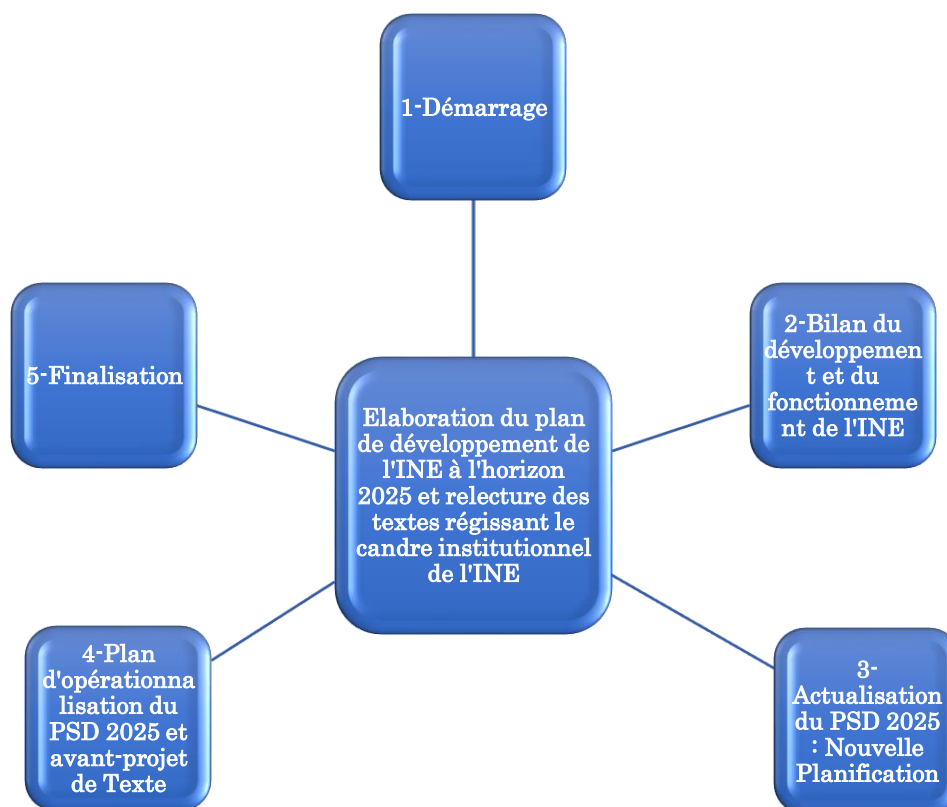 1-Démarrage
2-Bilan du
développemen
t et du
fonctionneme
nt de l'INE
5-Finalisation
Elaboration du plan
de développement de
l'INE à l'horizon
2025 et relecture des
textes régissant le
candre institutionnel
de l'INE
4-Plan
d'opérationna
lisation du
PSD 2025 et
avant-projet
de Texte
3-
Actualisation
du PSD 2025
: Nouvelle
Planification